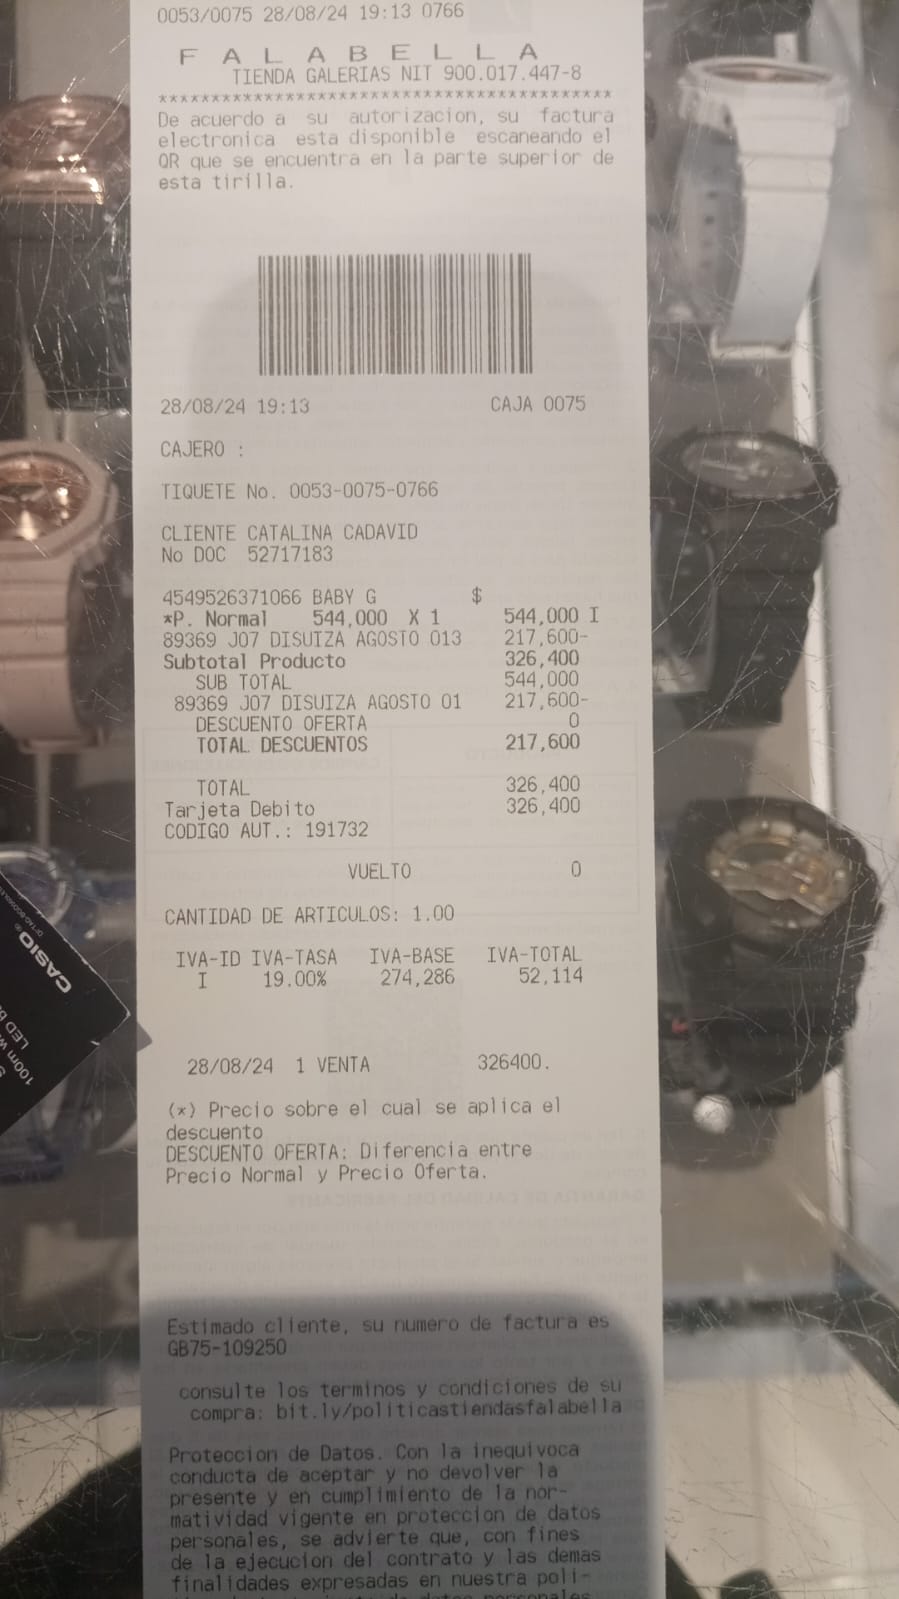 0053/0075 28/08/24 19:13 0766
F A L A B E L L A
TIENDA GALERIAS NIT 900.017.447-8
*******************************************
De acuerdo a su autorizacion, su factura
electronica esta disponible escaneando el
QR que se encuentra en la parte superior de
esta tirilla.
28/08/24 19:13 CAJA 0075
CAJERO :
TIQUETE No. 0053-0075-0766
CLIENTE CATALINA CADAVID
No DOC 52717183
4549526371066 BABY G $
*P. Normal 544,000 X 1 544,000 I
89369 J07 DISUIZA AGOSTO 013 217,600-
Subtotal Producto 326,400
SUB TOTAL 544,000
89369 J07 DISUIZA AGOSTO 01 217,600-
DESCUENTO OFERTA 0
TOTAL DESCUENTOS 217,600
TOTAL 326,400
Tarjeta Debito 326,400
CODIGO AUT.: 191732
VUELTO 0
CANTIDAD DE ARTICULOS: 1.00
IVA-ID IVA-TASA IVA-BASE IVA-TOTAL
I 19.00% 274,286 52,114
28/08/24 1 VENTA 326400.
(*) Precio sobre el cual se aplica el
descuento
DESCUENTO OFERTA: Diferencia entre
Precio Normal y Precio Oferta.
Estimado cliente, su numero de factura es
GB75-109250
consulte los terminos y condiciones de su
compra: bit.ly/politicastiendasfalabella
Proteccion de Datos. Con la inequivoca
conducta de aceptar y no devolver la
presente y en cumplimiento de la nor-
matividad vigente en proteccion de datos
personales, se advierte que, con fines
de la ejecucion del contrato y las demas
finalidades expresadas en nuestra poli-
CASIO
100m
LED